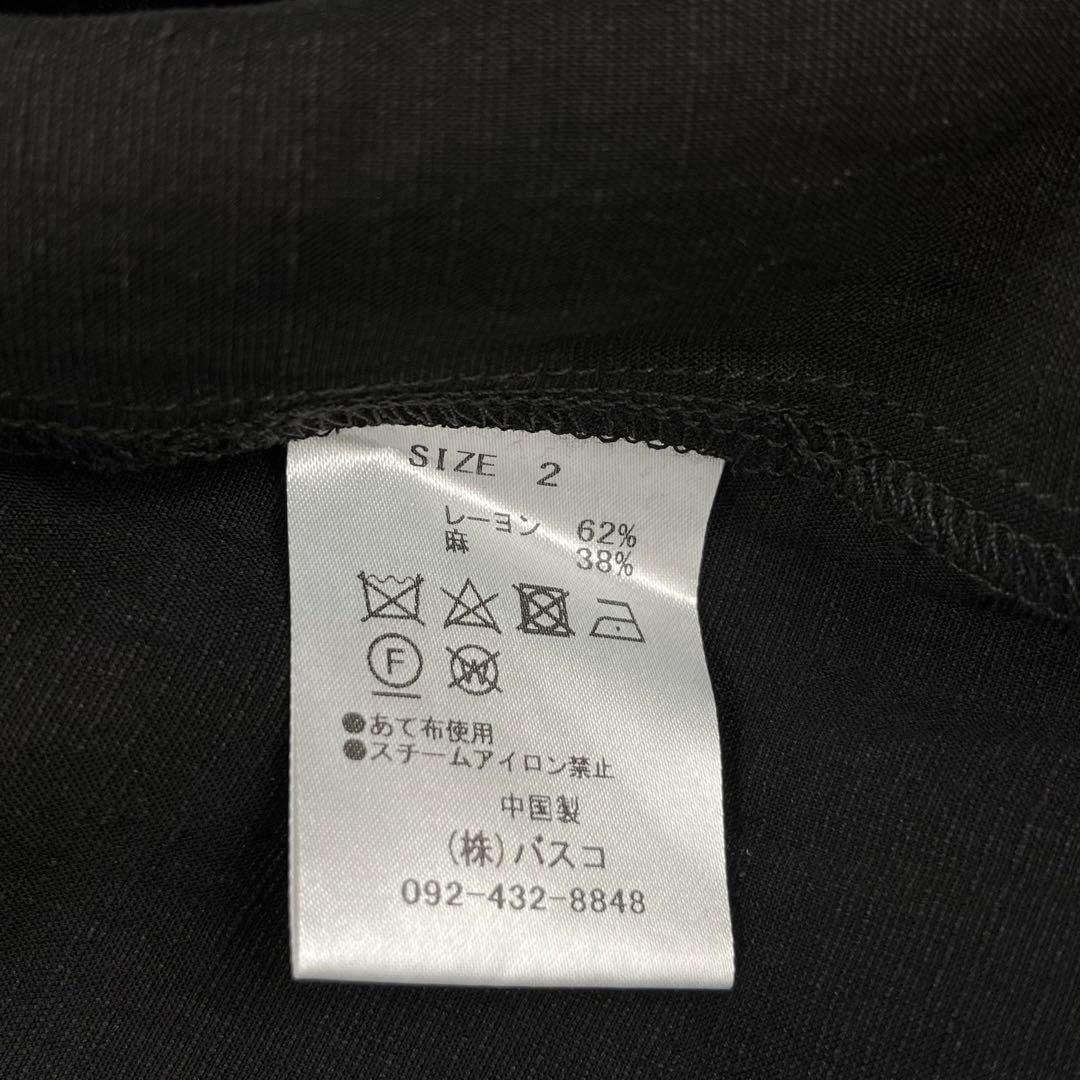 SIZE 2
レーヨン 62%
麻 38%
F W
●あて布使用
●スチームアイロン禁止
中国製
(株)バスコ
092-432-8848